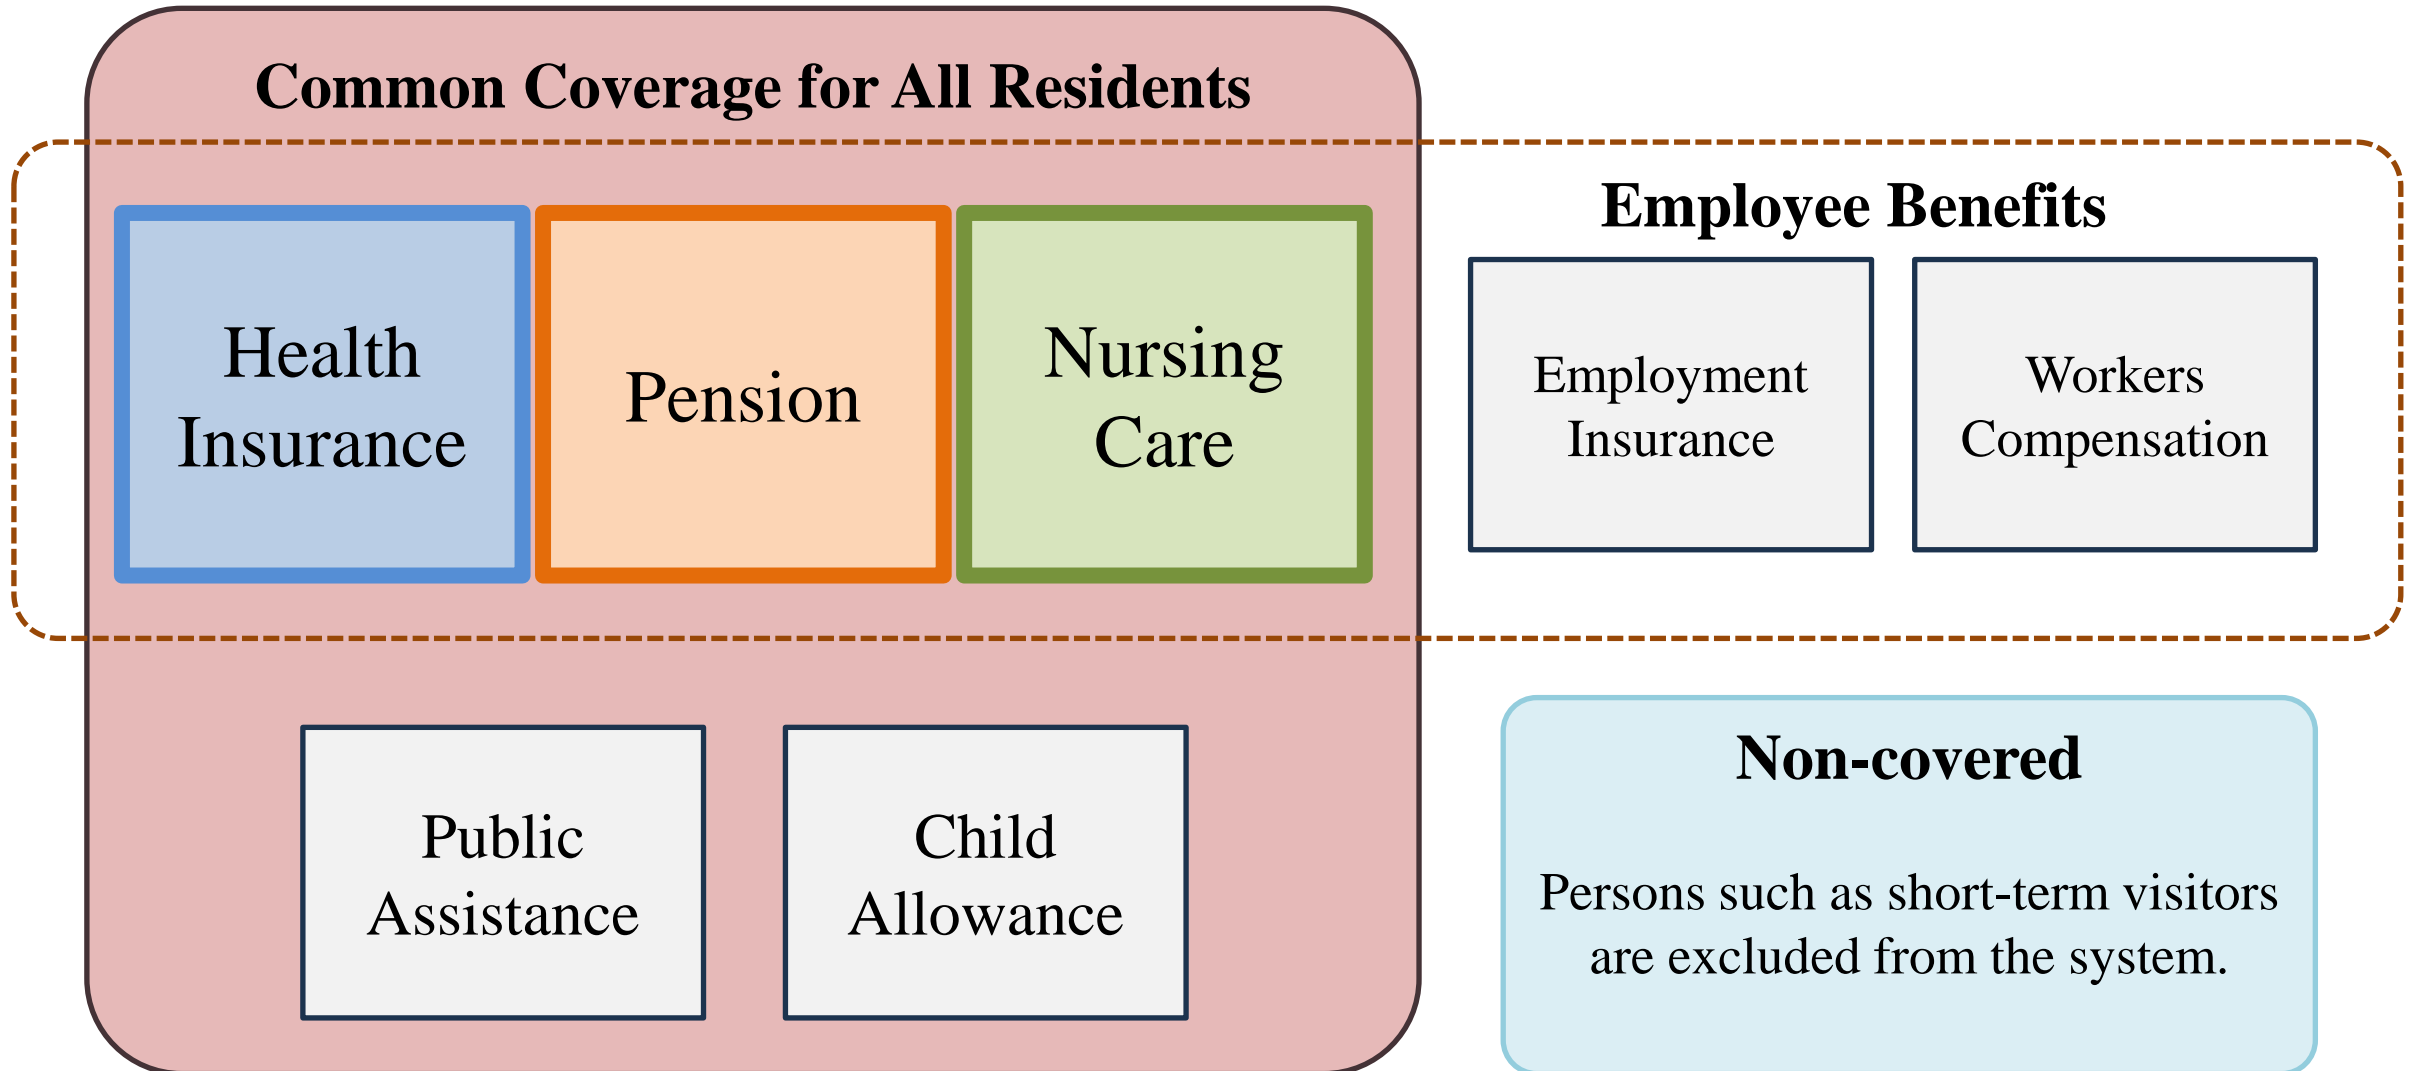 Common Coverage for All Residents
Health
Insurance
Pension
Nursing
Care
Employee Benefits
Employment
Insurance
Workers
Compensation
Public
Assistance
Child
Allowance
Non-covered
Persons such as short-term visitors
are excluded from the system.